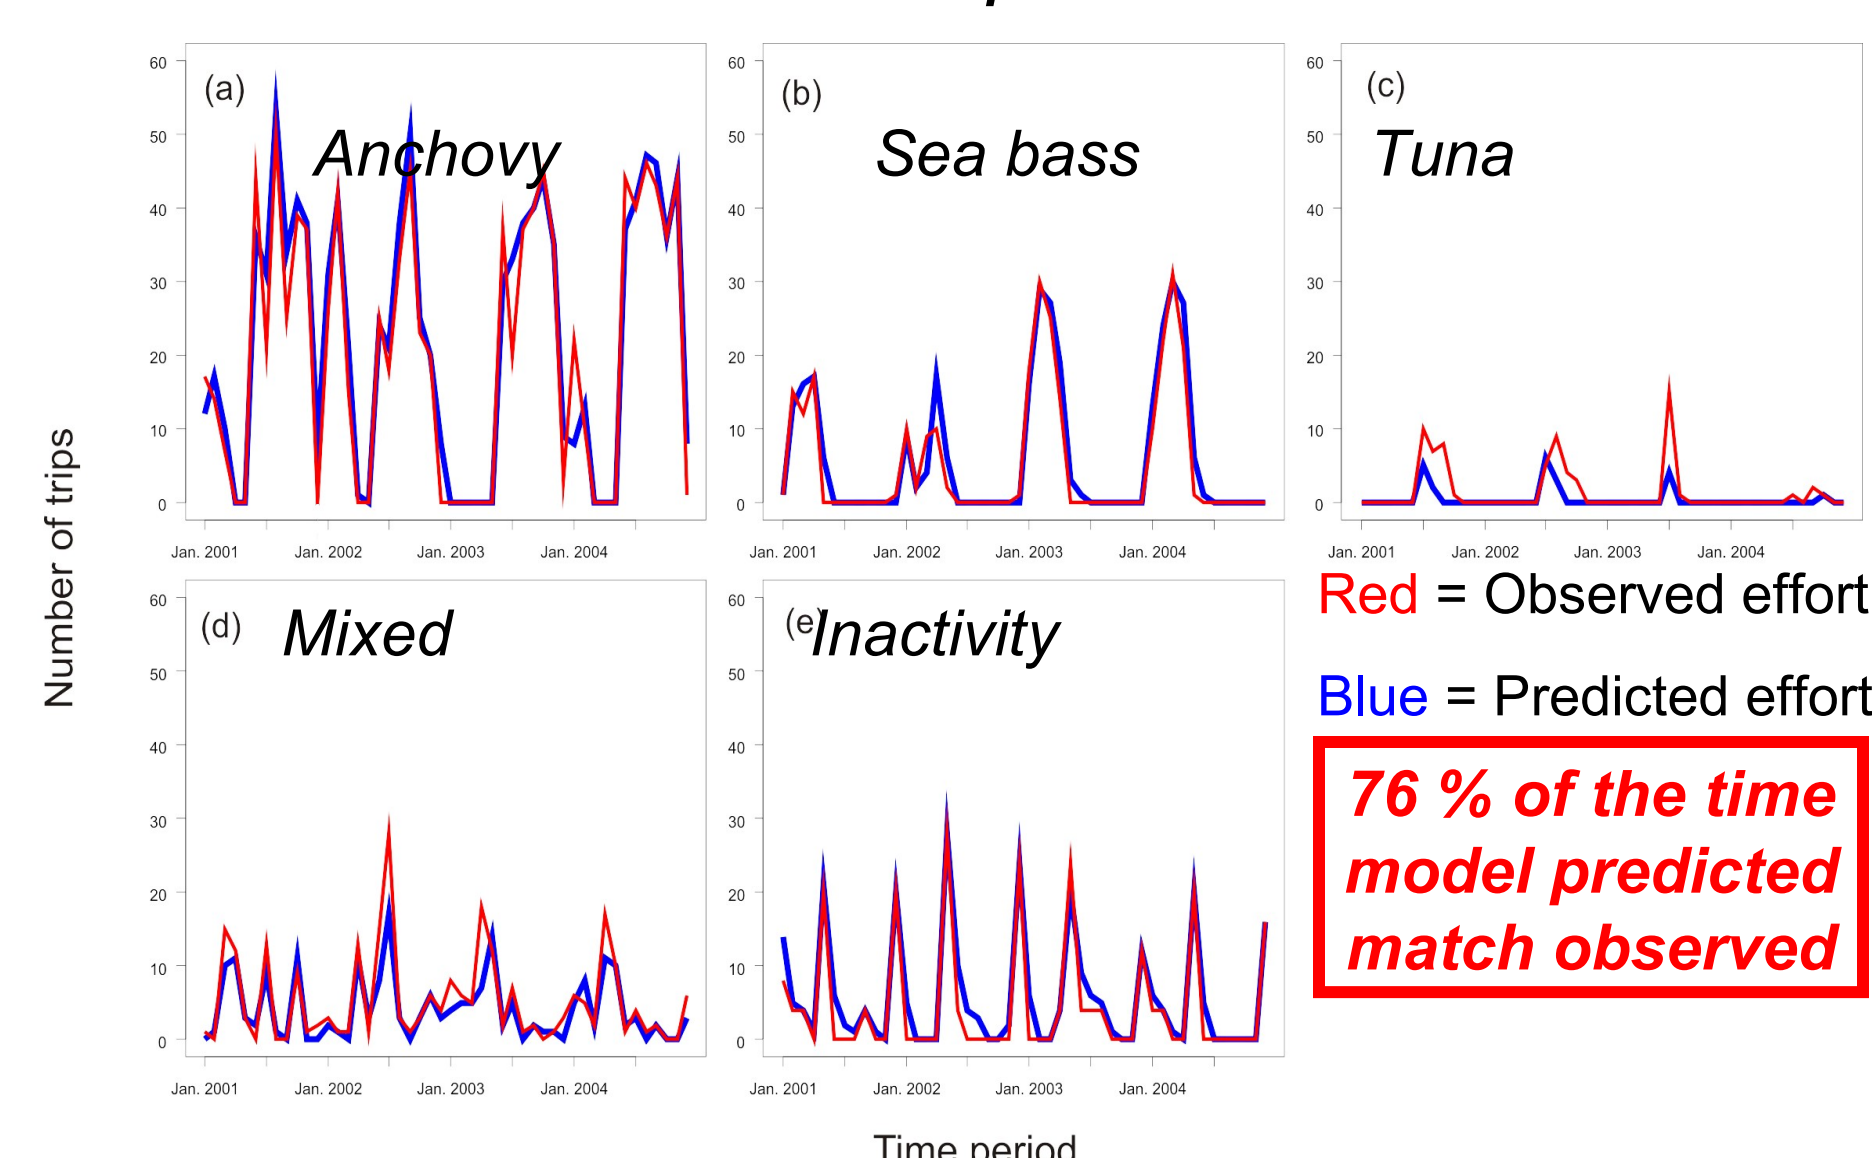 (a)
Anchovy
60
50
40
30
20
10
0
Jan. 2001 Jan. 2002 Jan. 2003 Jan. 2004
(b)
Sea bass
60
50
40
30
20
10
0
Jan. 2001 Jan. 2002 Jan. 2003 Jan. 2004
(c)
Tuna
60
50
40
30
20
10
0
Jan. 2001 Jan. 2002 Jan. 2003 Jan. 2004
Number of trips
(d)
Mixed
60
50
40
30
20
10
0
Jan. 2001 Jan. 2002 Jan. 2003 Jan. 2004
(e
Inactivity
60
50
40
30
20
10
0
Jan. 2001 Jan. 2002 Jan. 2003 Jan. 2004
Red = Observed effort
Blue = Predicted effort
76 % of the time
model predicted
match observed
Time period